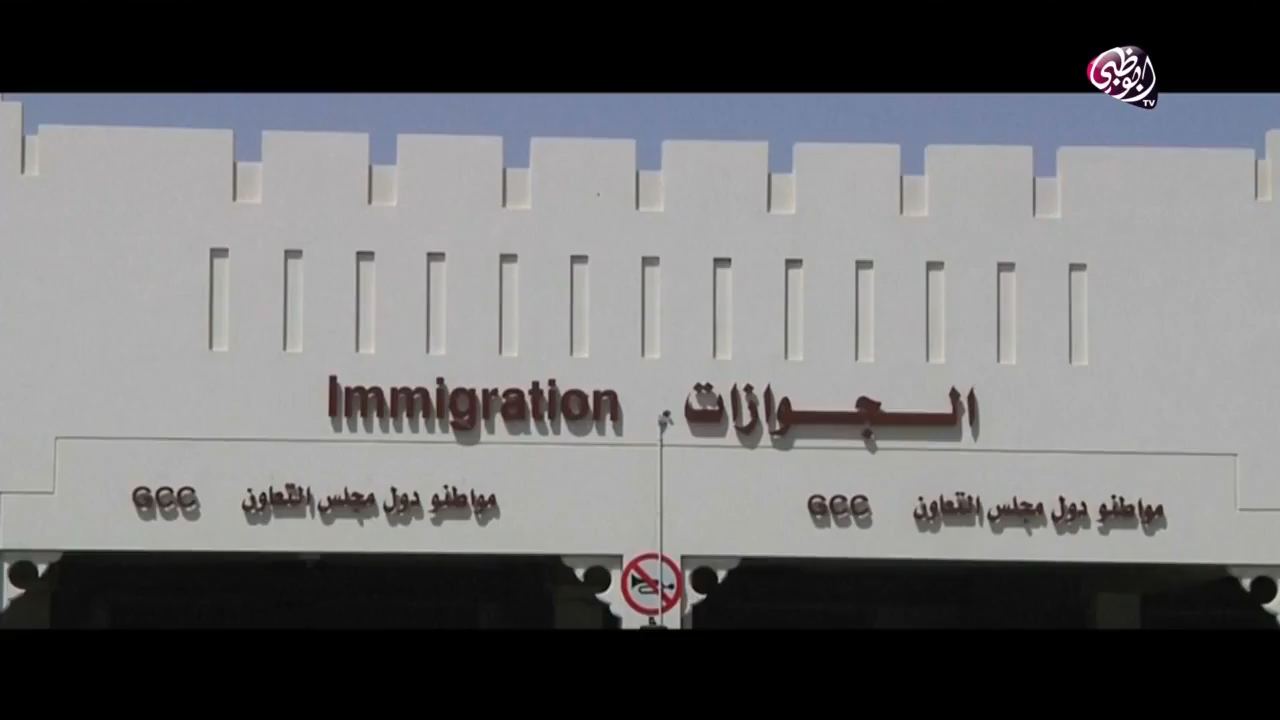 أبوظبي
TV
Immigration الجوازات
GCC مواطنو دول مجلس التعاون GCC مواطنو دول مجلس التعاون